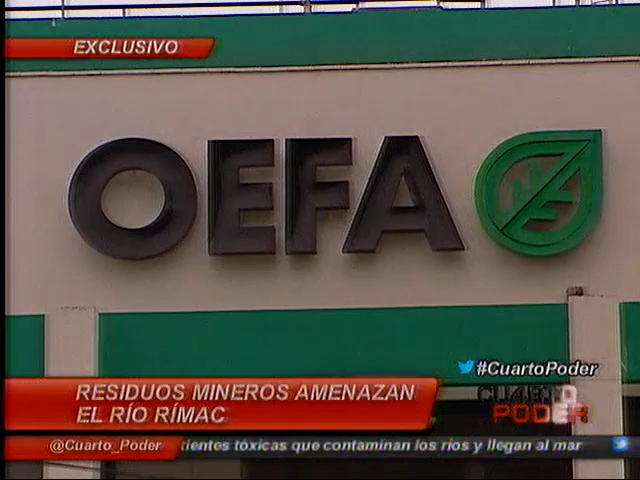 EXCLUSIVO
OEFA
#CuartoPoder
RESIDUOS MINEROS AMENAZAN
EL RÍO RÍMAC
CUARTO
PODER
@Cuarto_Poder
tóxicas que contaminan los ríos y llegan al mar